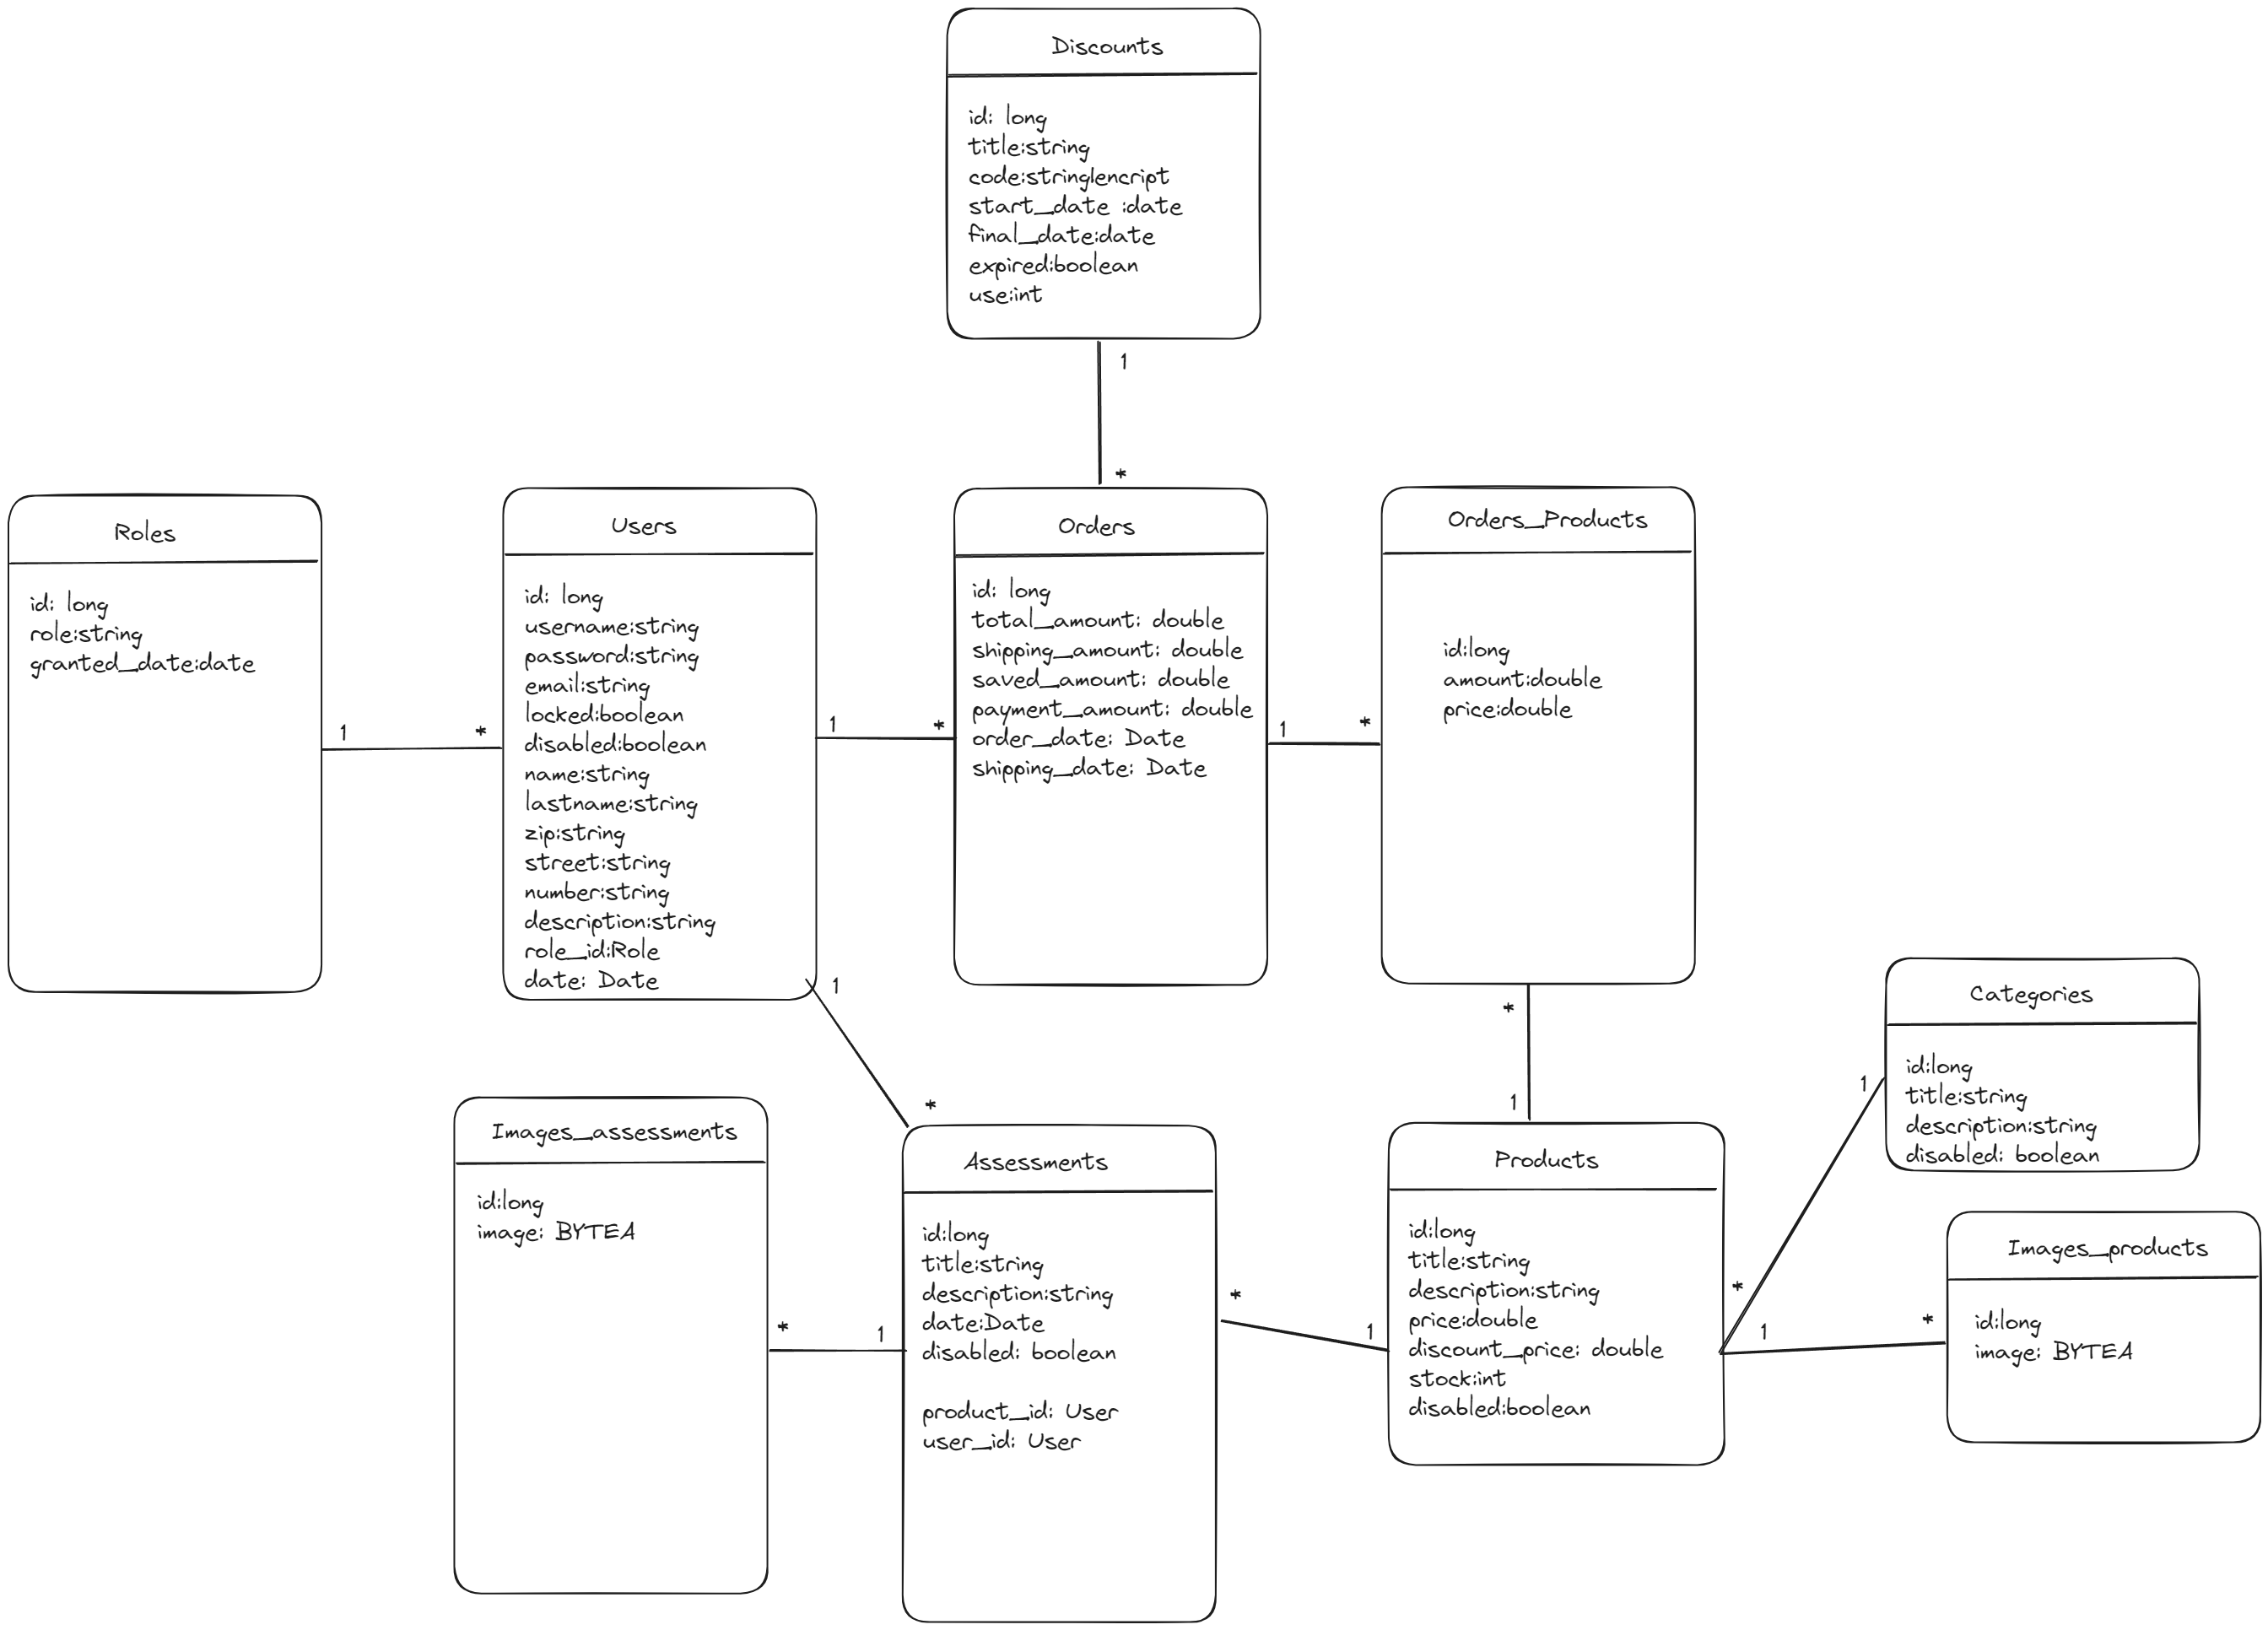 Discounts
id: long
title:string
code:string|encript
start_date :date
final_date:date
expired:boolean
use:int
1
*
Roles
id: long
role:string
granted_date:date
1
*
Users
id: long
username:string
password:string
email:string
locked:boolean
disabled:boolean
name:string
lastname:string
zip:string
street:string
number:string
description:string
role_id:Role
date: Date
1
*
Orders
id: long
total_amount: double
shipping_amount: double
saved_amount: double
payment_amount: double
order_date: Date
shipping_date: Date
1
*
Orders_Products
id:long
amount:double
price:double
*
1
1
*
Images_assessments
id:long
image: BYTEA
*
1
Assessments
id:long
title:string
description:string
date:Date
disabled: boolean
product_id: User
user_id: User
*
1
Products
id:long
title:string
description:string
price:double
discount_price: double
stock:int
disabled:boolean
*
1
Categories
id:long
title:string
description:string
disabled: boolean
1
*
Images_products
id:long
image: BYTEA